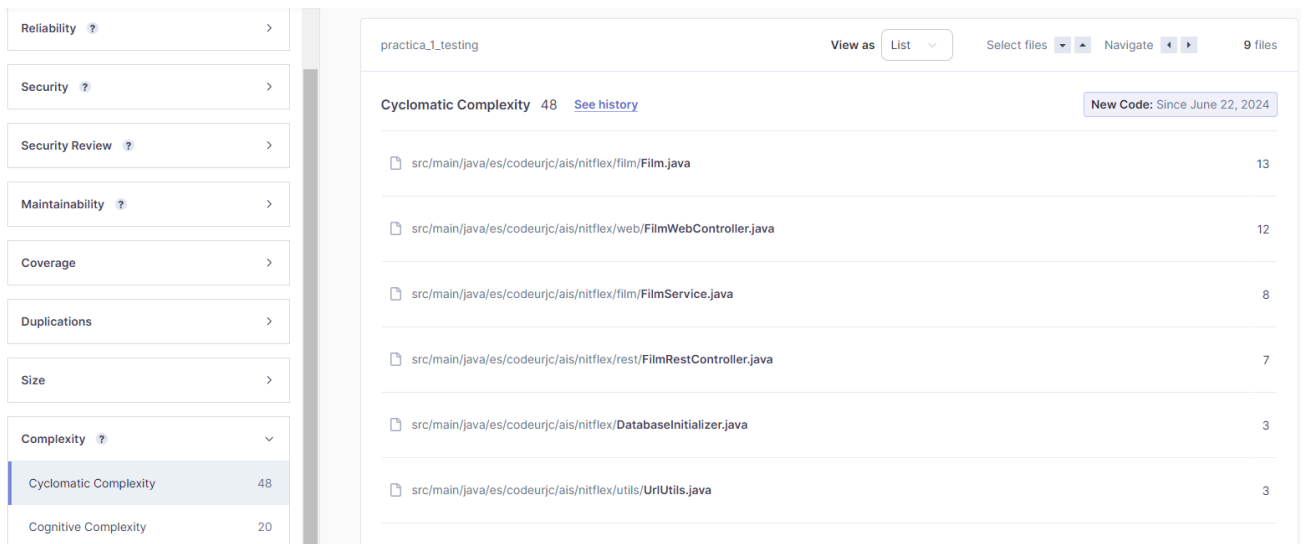 Reliability ?
Security ?
Security Review ?
Maintainability ?
Coverage
Duplications
Size
Complexity ?
Cyclomatic Complexity 48
Cognitive Complexity 20
practica_1_testing View as List Select files Navigate 9 files
Cyclomatic Complexity 48 See history New Code: Since June 22, 2024
src/main/java/es/codeurjc/ais/nitflex/film/Film.java 13
src/main/java/es/codeurjc/ais/nitflex/web/FilmWebController.java 12
src/main/java/es/codeurjc/ais/nitflex/film/FilmService.java 8
src/main/java/es/codeurjc/ais/nitflex/rest/FilmRestController.java 7
src/main/java/es/codeurjc/ais/nitflex/DatabaseInitializer.java 3
src/main/java/es/codeurjc/ais/nitflex/utils/UrlUtils.java 3